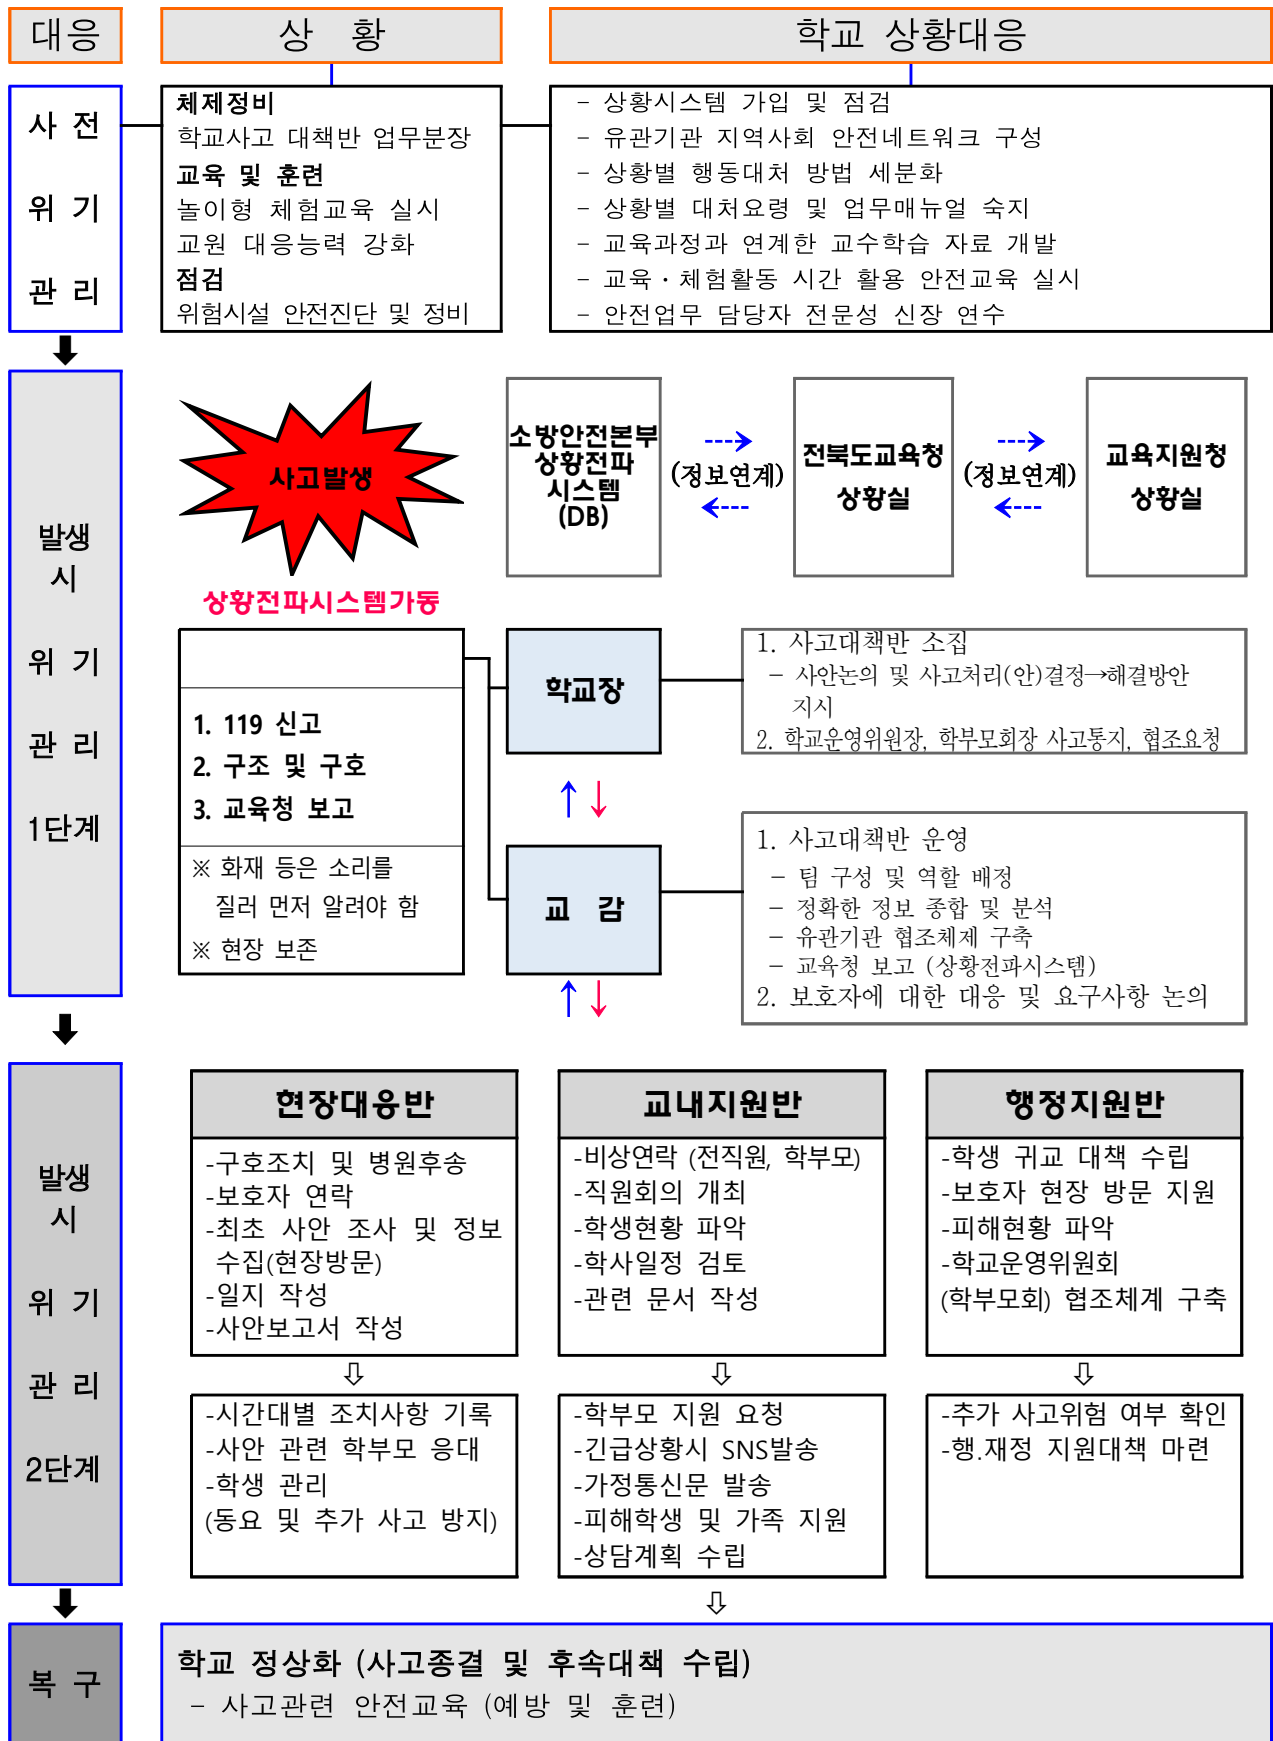 대응
상 황
학교 상황대응
사 전
위 기
관 리
체제정비
학교사고 대책반 업무분장
교육 및 훈련
놀이형 체험교육 실시
교원 대응능력 강화
점검
위험시설 안전진단 및 정비
- 상황시스템 가입 및 점검
- 유관기관 지역사회 안전네트워크 구성
- 상황별 행동대처 방법 세분화
- 상황별 대처요령 및 업무매뉴얼 숙지
- 교육과정과 연계한 교수학습 자료 개발
- 교육·체험활동 시간 활용 안전교육 실시
- 안전업무 담당자 전문성 신장 연수
발생
시
위 기
관 리
1단계
사고발생
상황전파시스템가동
소방안전본부
상황전파
시스템
(DB)
(정보연계)
전북도교육청
상황실
(정보연계)
교육지원청
상황실
1. 119 신고
2. 구조 및 구호
3. 교육청 보고
※ 화재 등은 소리를
질러 먼저 알려야 함
※ 현장 보존
학교장
1. 사고대책반 소집
- 사안논의 및 사고처리(안)결정→해결방안
지시
2. 학교운영위원장, 학부모회장 사고통지, 협조요청
교 감
1. 사고대책반 운영
- 팀 구성 및 역할 배정
- 정확한 정보 종합 및 분석
- 유관기관 협조체제 구축
- 교육청 보고 (상황전파시스템)
2. 보호자에 대한 대응 및 요구사항 논의
발생
시
위 기
관 리
2단계
현장대응반
-구호조치 및 병원후송
-보호자 연락
-최초 사안 조사 및 정보
수집(현장방문)
-일지 작성
-사안보고서 작성
교내지원반
-비상연락 (전직원, 학부모)
-직원회의 개최
-학생현황 파악
-학사일정 검토
-관련 문서 작성
행정지원반
-학생 귀교 대책 수립
-보호자 현장 방문 지원
-피해현황 파악
-학교운영위원회
(학부모회) 협조체계 구축
-시간대별 조치사항 기록
-사안 관련 학부모 응대
-학생 관리
(동요 및 추가 사고 방지)
-학부모 지원 요청
-긴급상황시 SNS발송
-가정통신문 발송
-피해학생 및 가족 지원
-상담계획 수립
-추가 사고위험 여부 확인
-행.재정 지원대책 마련
복 구
학교 정상화 (사고종결 및 후속대책 수립)
- 사고관련 안전교육 (예방 및 훈련)